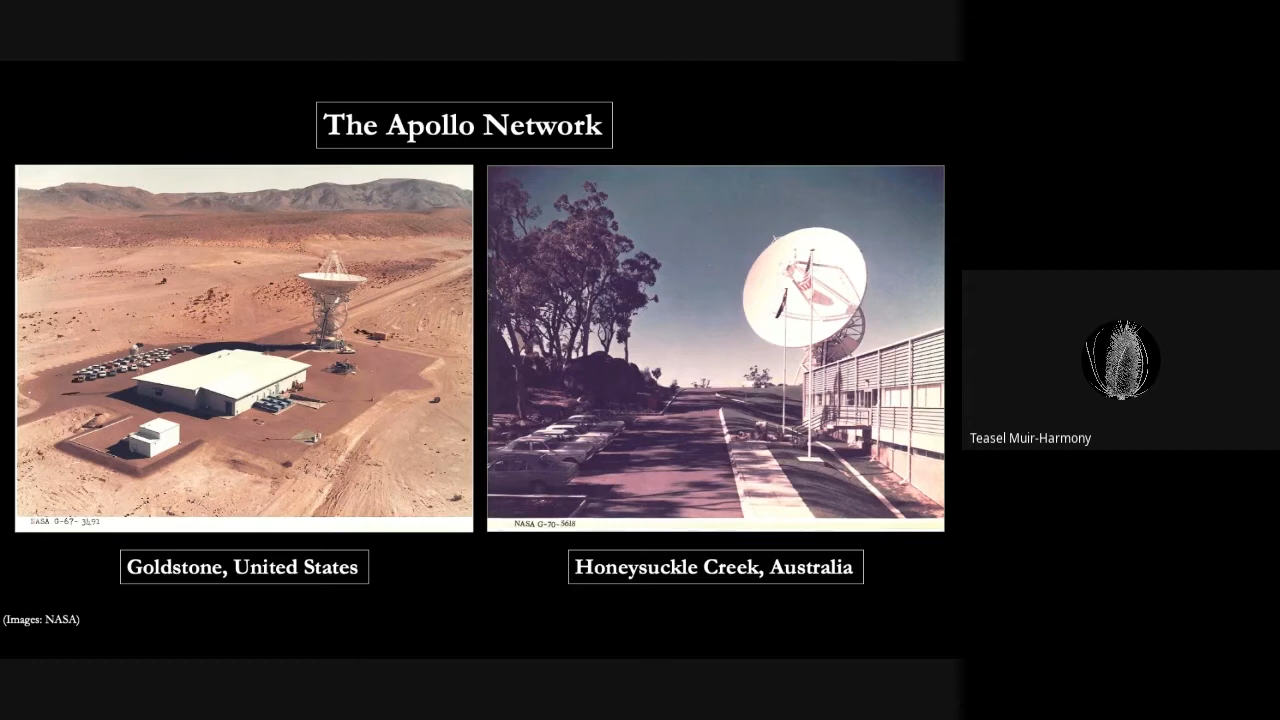 The Apollo Network
NASA G-67- 3491
NASA G-70-3618
Goldstone, United States
Honeysuckle Creek, Australia
(Images: NASA)
Teasel Muir-Harmony